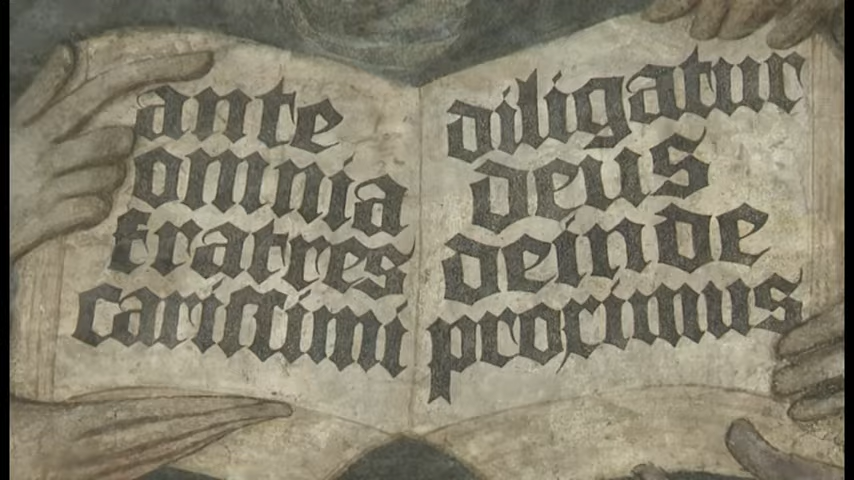 ante
omnia
fratres
carissimi
diligatur
deus
deinde
proximus